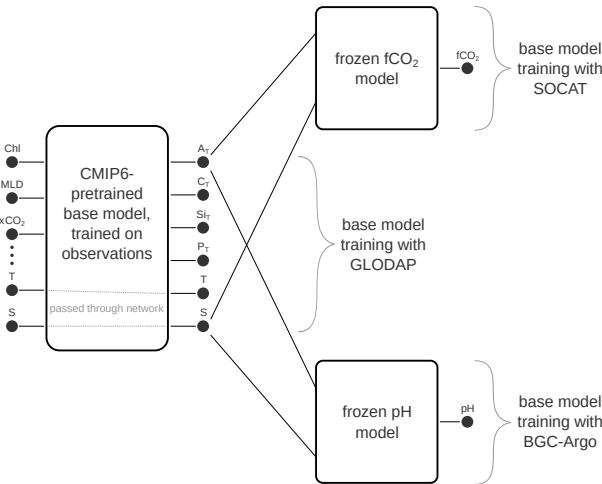 Chl
MLD
xCO₂
T
S
CMIP6-
pretrained
base model,
trained on
observations
passed through network
A_T
C_T
Si_T
P_T
T
S
frozen fCO₂
model
fCO₂
base model
training with
SOCAT
base model
training with
GLODAP
frozen pH
model
pH
base model
training with
BGC-Argo